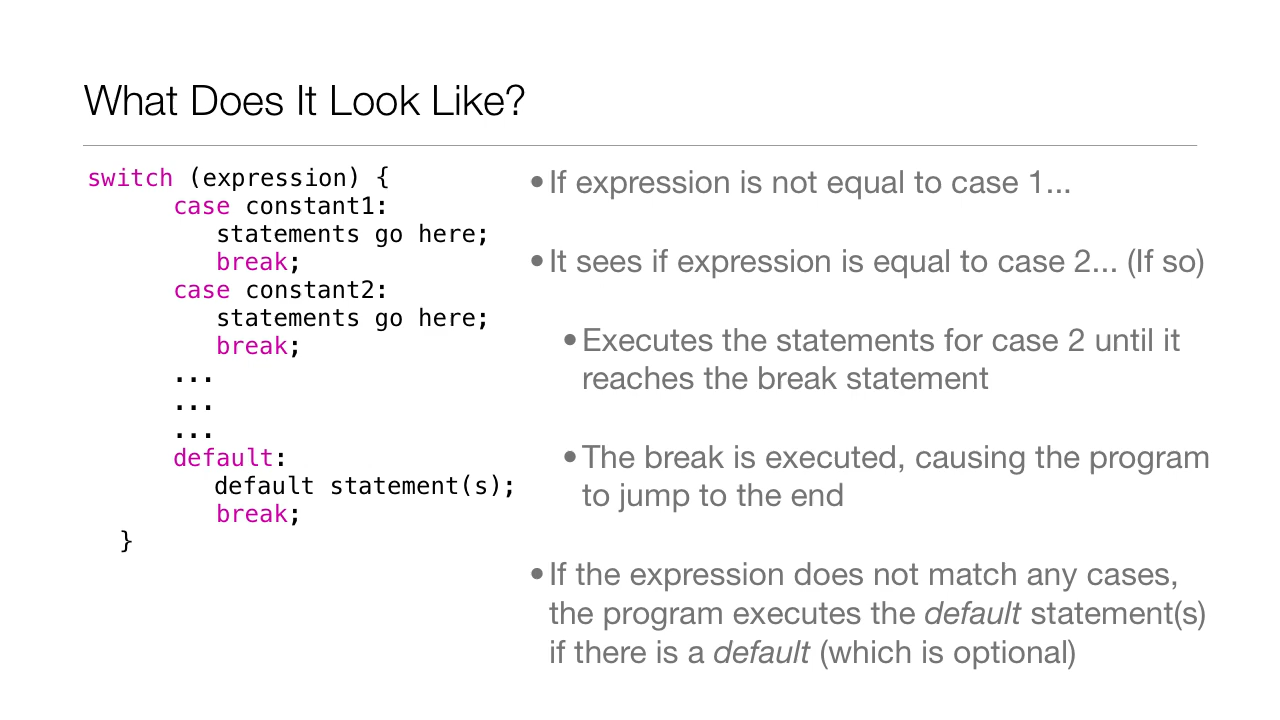 What Does It Look Like?
switch (expression) {
case constant1:
statements go here;
break;
case constant2:
statements go here;
break;
...
...
...
default:
default statement(s);
break;
}
•If expression is not equal to case 1...
•It sees if expression is equal to case 2... (If so)
•Executes the statements for case 2 until it
reaches the break statement
•The break is executed, causing the program
to jump to the end
•If the expression does not match any cases,
the program executes the default statement(s)
if there is a default (which is optional)